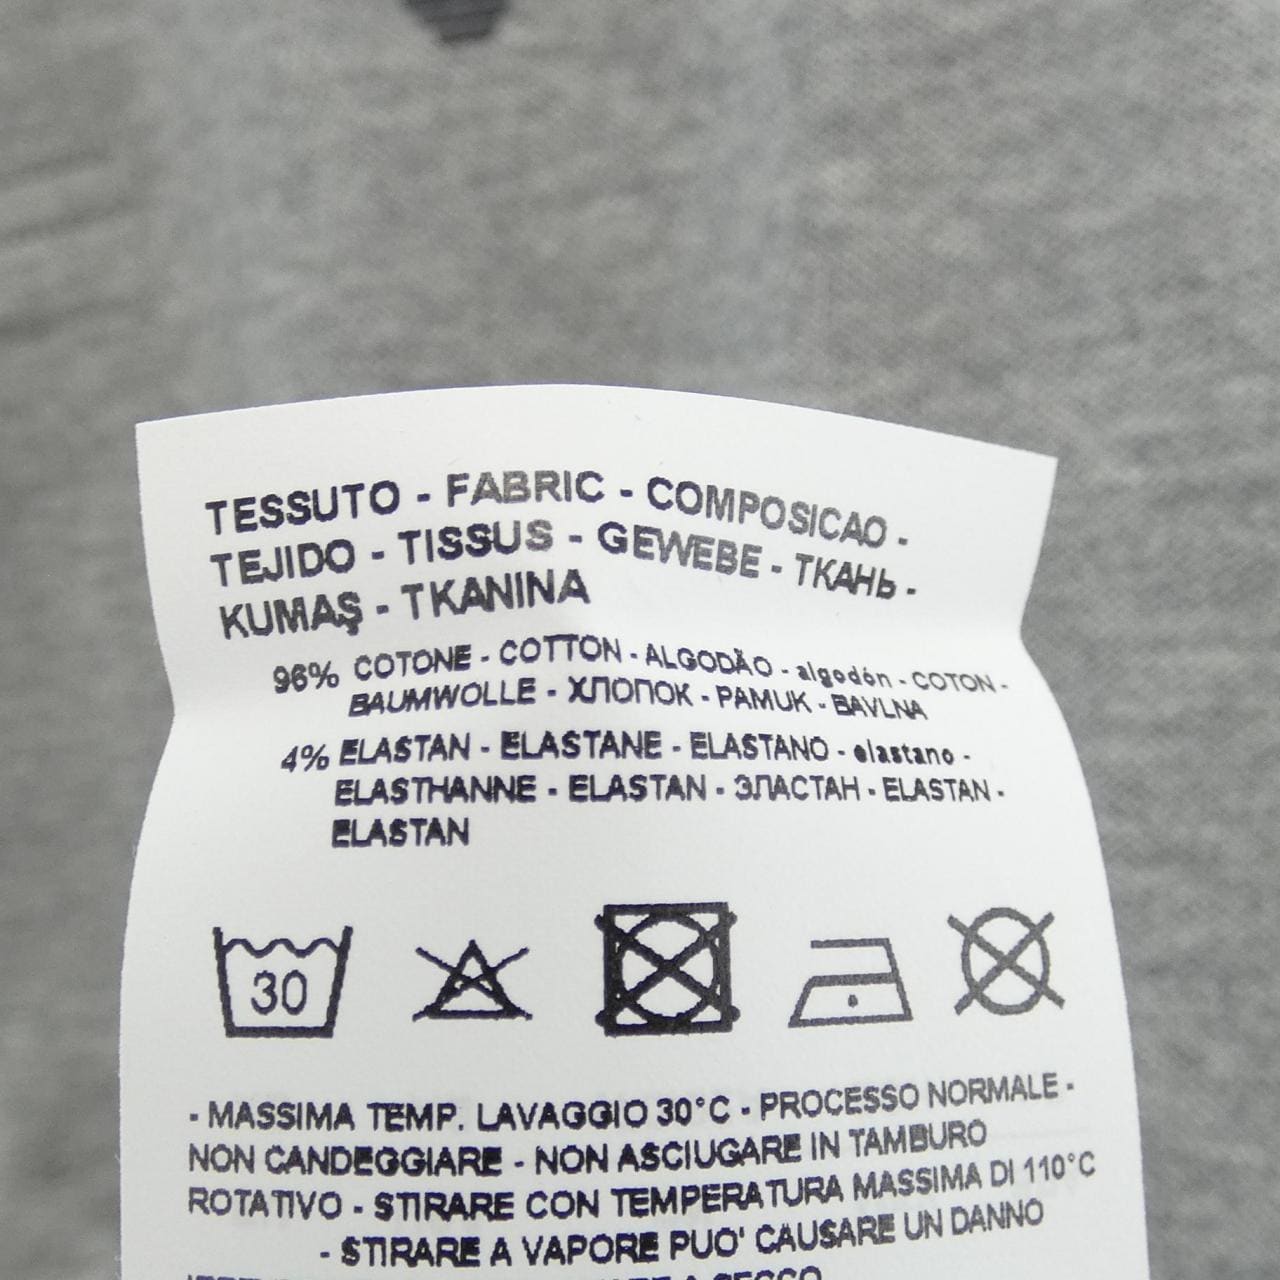 TESSUTO - FABRIC - COMPOSICAO -
TEJIDO - TISSUS - GEWEBE - ТКАНЬ -
KUMAŞ - TKANINA
96% COTONE - COTTON - ALGODÃO - algodón - COTON -
BAUMWOLLE - ХЛОПОК - PAMUK - BAVLNA
4% ELASTAN - ELASTANE - ELASTANO - elastano -
ELASTHANNE - ELASTAN - ЭЛАСТАН - ELASTAN -
ELASTAN
30
- MASSIMA TEMP. LAVAGGIO 30°C - PROCESSO NORMALE -
NON CANDEGGIARE - NON ASCIUGARE IN TAMBURO
ROTATIVO - STIRARE CON TEMPERATURA MASSIMA DI 110°C
- STIRARE A VAPORE PUO' CAUSARE UN DANNO
A SECCO